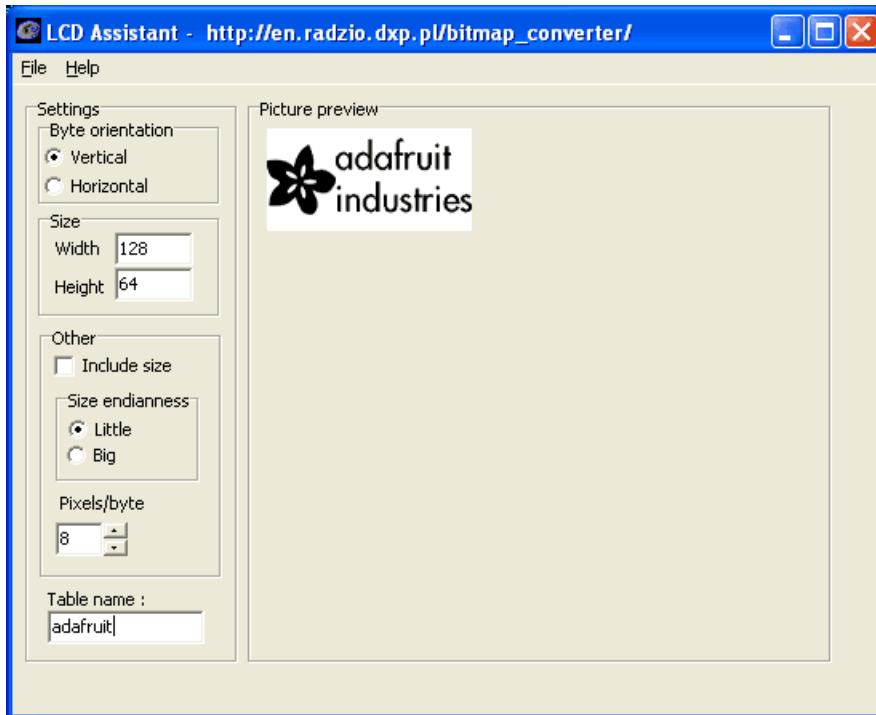 LCD Assistant - http://en.radzio.dxp.pl/bitmap_converter/
File Help
Settings
Byte orientation
Vertical
Horizontal
Size
Width 128
Height 64
Other
Include size
Size endianness
Little
Big
Pixels/byte
8
Table name :
adafruit
Picture preview
adafruit
industries